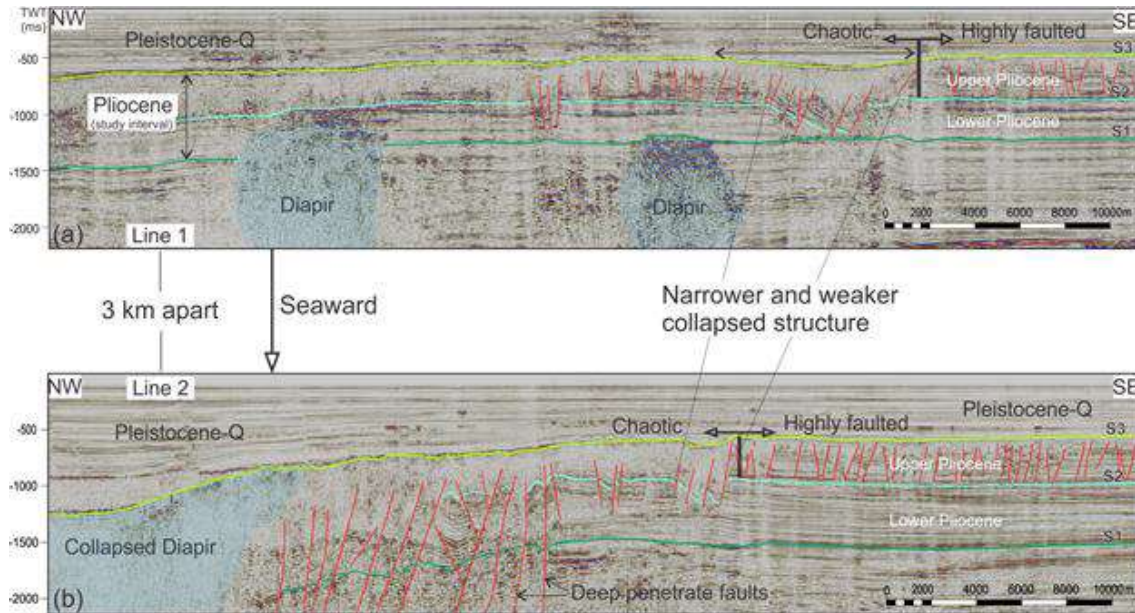 TWT
(ms)
NW
SE
Pleistocene-Q
Chaotic
Highly faulted
S3
-500
Upper Pliocene
S2
Pliocene
(study interval)
-1000
Lower Pliocene
S1
-1500
Diapir
Diapir
0 2000 4000 6000 8000 10000m
-2000
(a)
Line 1
3 km apart
Seaward
Narrower and weaker
collapsed structure
NW
Line 2
SE
Pleistocene-Q
Pleistocene-Q
Chaotic
Highly faulted
S3
-500
Upper Pliocene
S2
-1000
Lower Pliocene
Collapsed Diapir
S1
-1500
0 2000 4000 6000 8000 10000m
-2000
(b)
Deep-penetrate faults